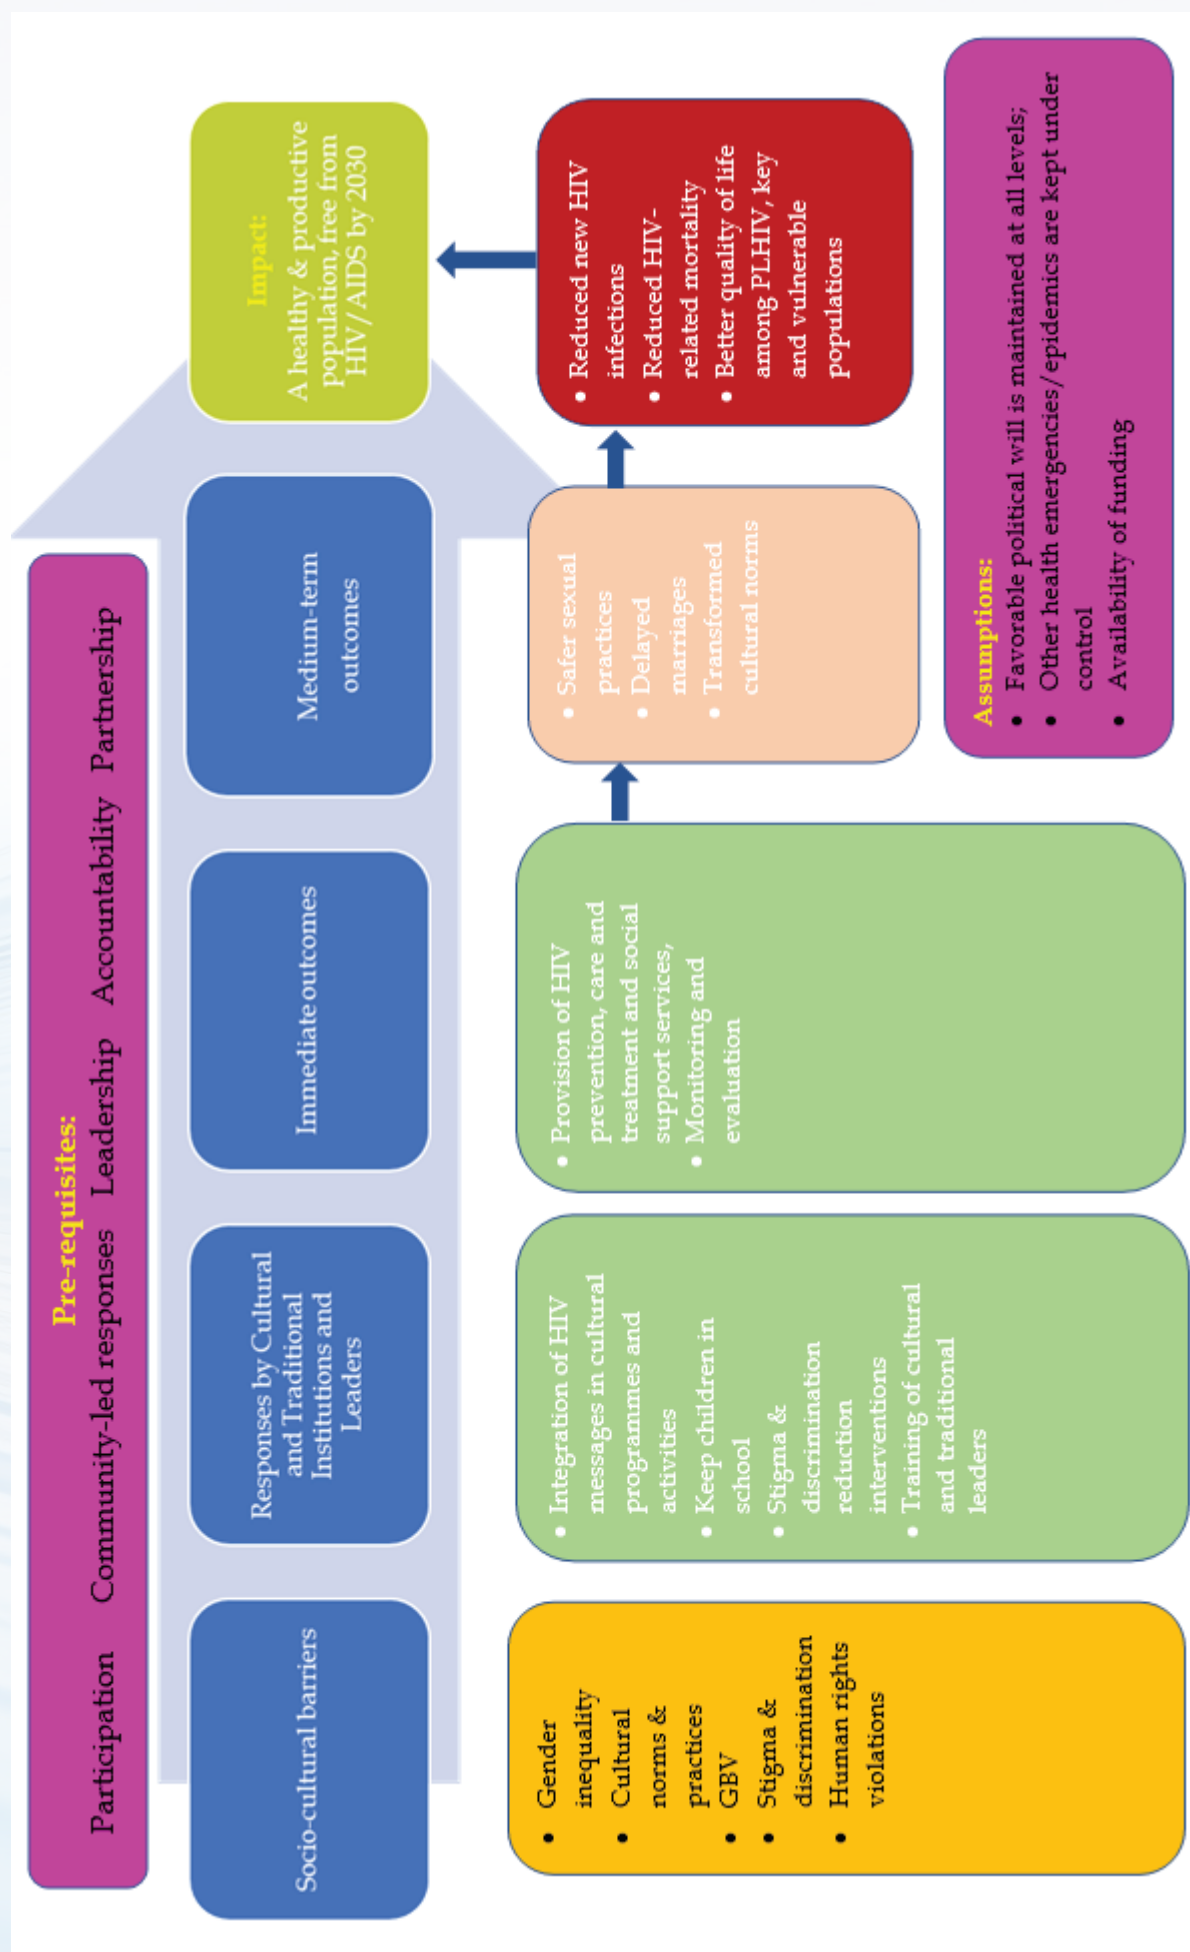 Pre-requisites:
Participation Community-led responses Leadership Accountability Partnership
Socio-cultural barriers
Responses by Cultural
and Traditional
Institutions and
Leaders
Immediate outcomes
Medium-term
outcomes
Impact:
A healthy & productive
population, free from
HIV/AIDS by 2030
• Gender
inequality
• Cultural
norms &
practices
• GBV
• Stigma &
discrimination
• Human rights
violations
• Integration of HIV
messages in cultural
programmes and
activities
• Keep children in
school
• Stigma &
discrimination
reduction
interventions
• Training of cultural
and traditional
leaders
• Provision of HIV
prevention, care and
treatment and social
support services,
• Monitoring and
evaluation
• Safer sexual
practices
• Delayed
marriages
• Transformed
cultural norms
• Reduced new HIV
infections
• Reduced HIV-
related mortality
• Better quality of life
among PLHIV, key
and vulnerable
populations
Assumptions:
• Favorable political will is maintained at all levels;
• Other health emergencies/epidemics are kept under
control
• Availability of funding